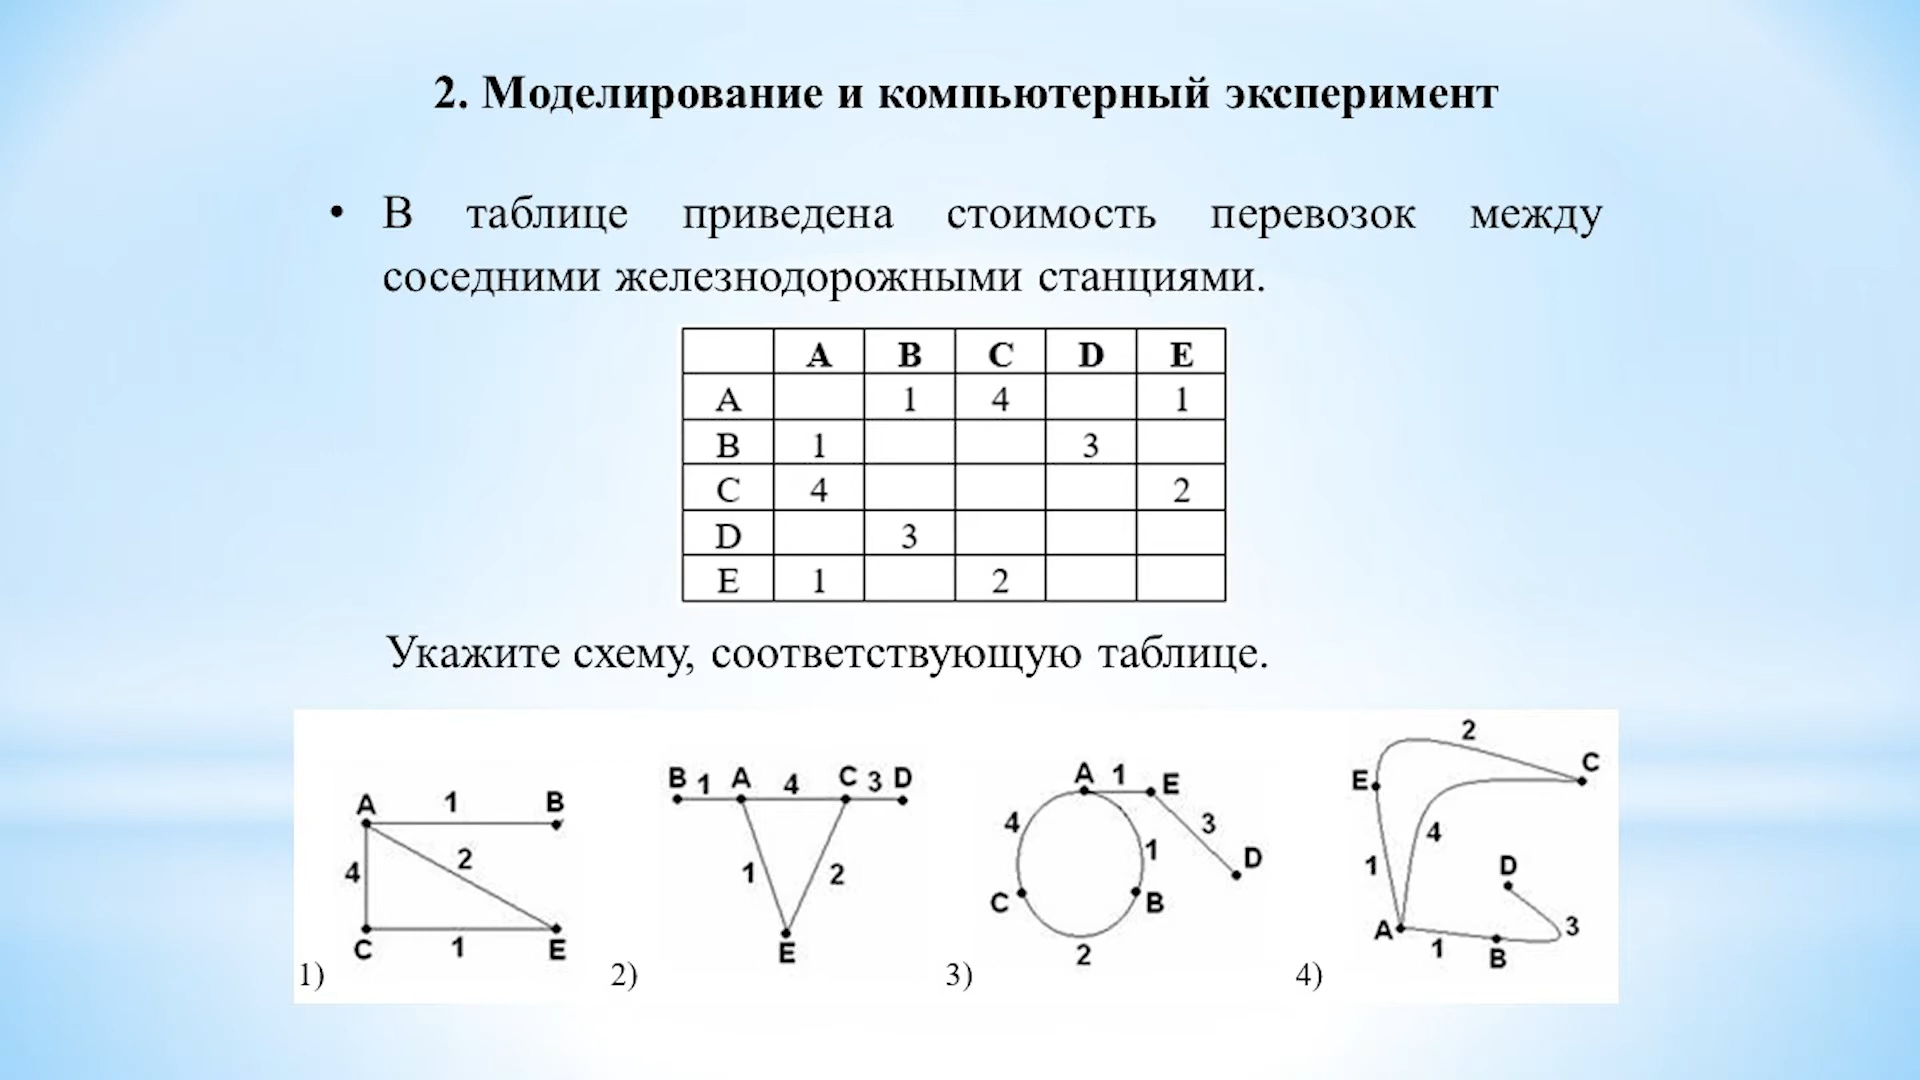 2. Моделирование и компьютерный эксперимент
• В таблице приведена стоимость перевозок между
соседними железнодорожными станциями.
A B C D E
A 1 4 1
B 1 3
C 4 2
D 3
E 1 2
Укажите схему, соответствующую таблице.
1)
A 1 B
4 2
C 1 E
2)
B 1 A 4 C 3 D
1 2
E
3)
A 1 E
4 1 3 D
C B
2
4)
2
E C
1 4 D
A 1 B 3